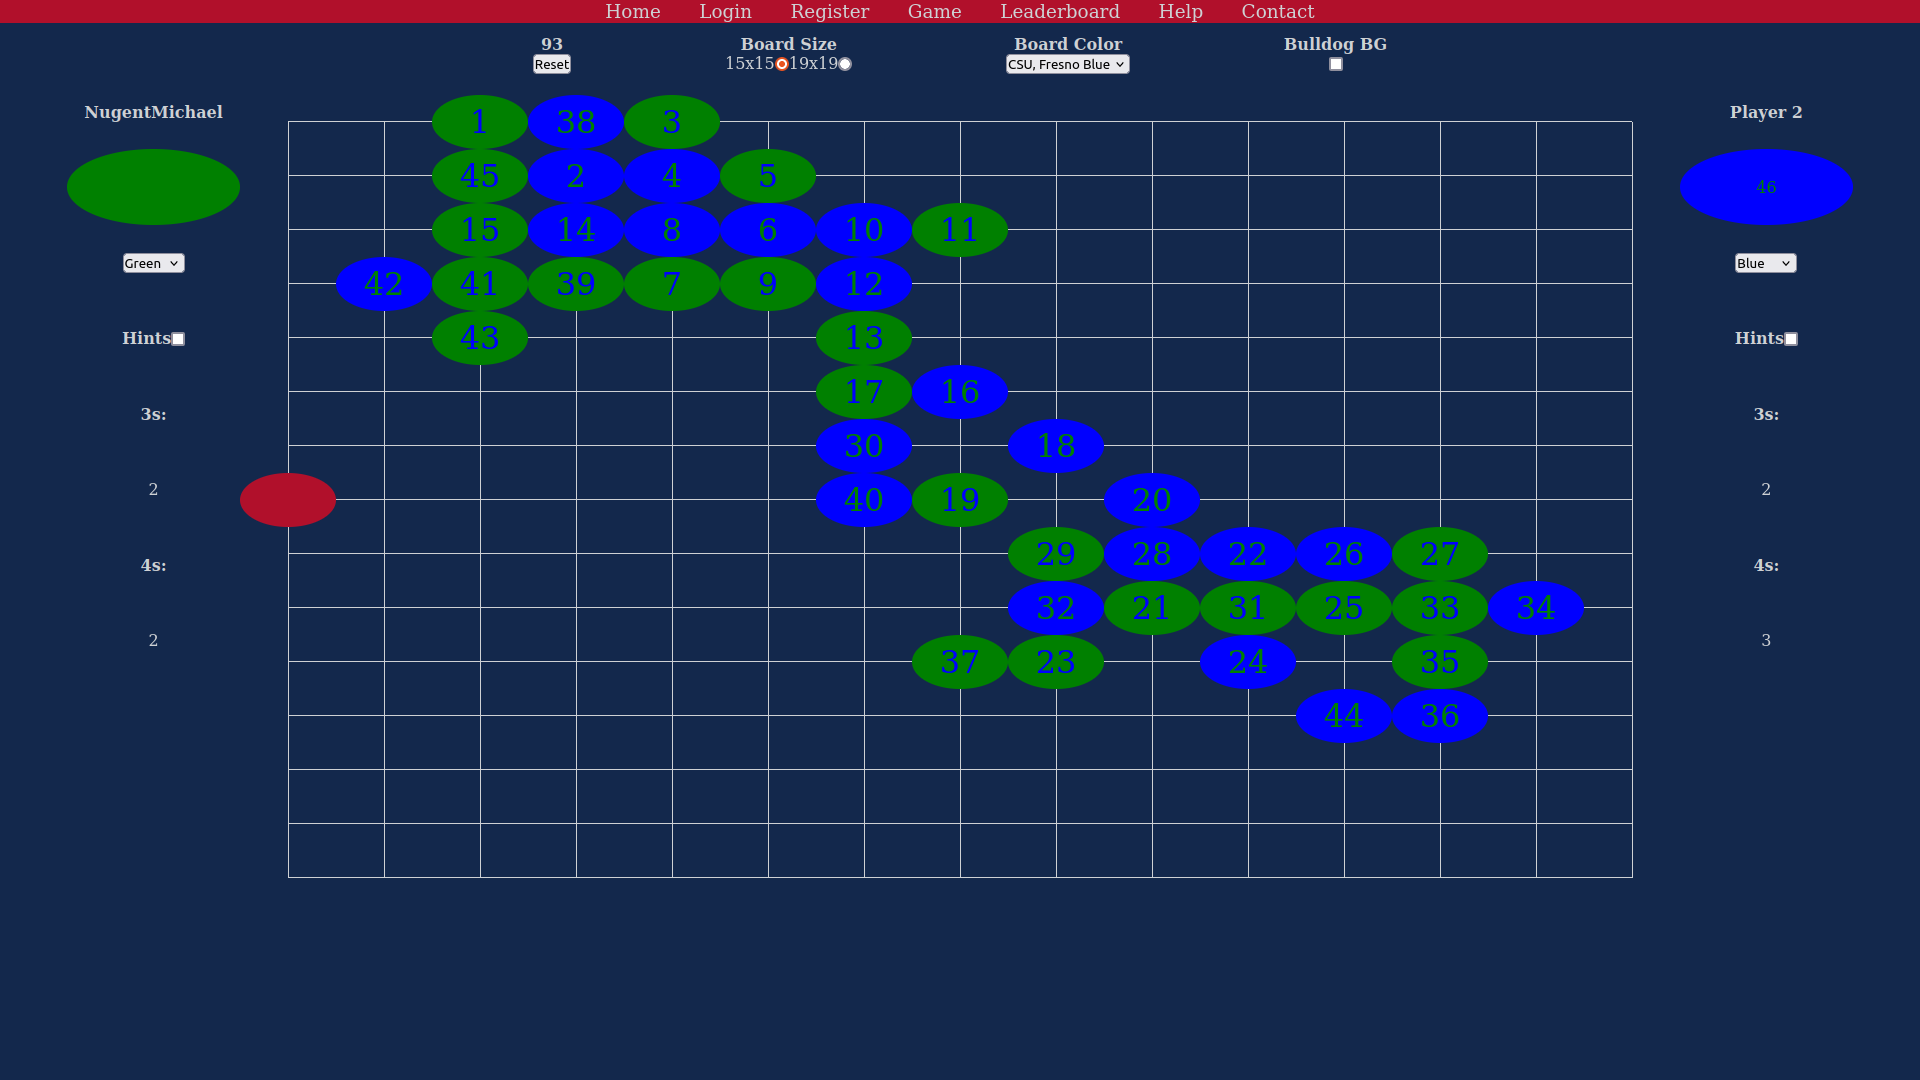 Home Login Register Game Leaderboard Help Contact
93 Board Size Board Color Bulldog BG
Reset 15x15 19x19 CSU, Fresno Blue
NugentMichael Player 2
1 38 3
45 2 4 5
46
15 14 8 6 10 11
Green Blue
42 41 39 7 9 12
Hints Hints
43 13
17 16
3s: 3s:
30 18
2 2
40 19 20
29 28 22 26 27
4s: 4s:
32 21 31 25 33 34
2 3
37 23 24 35
44 36